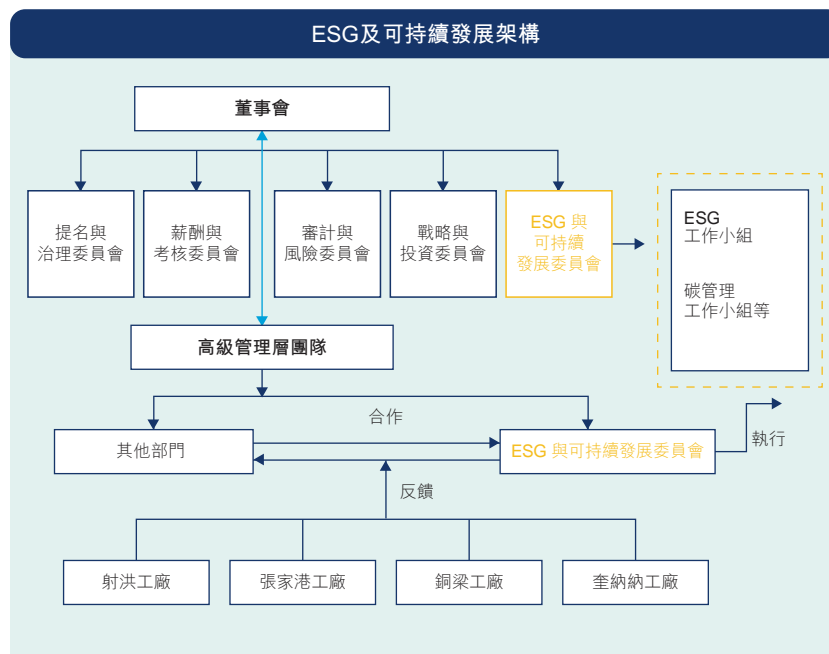 ESG及可持續發展架構
董事會
提名與
治理委員會
薪酬與
考核委員會
審計與
風險委員會
戰略與
投資委員會
ESG 與
可持續
發展委員會
ESG
工作小組
碳管理
工作小組等
高級管理層團隊
合作
其他部門
ESG 與可持續發展委員會
執行
反饋
射洪工廠
張家港工廠
銅梁工廠
奎納納工廠